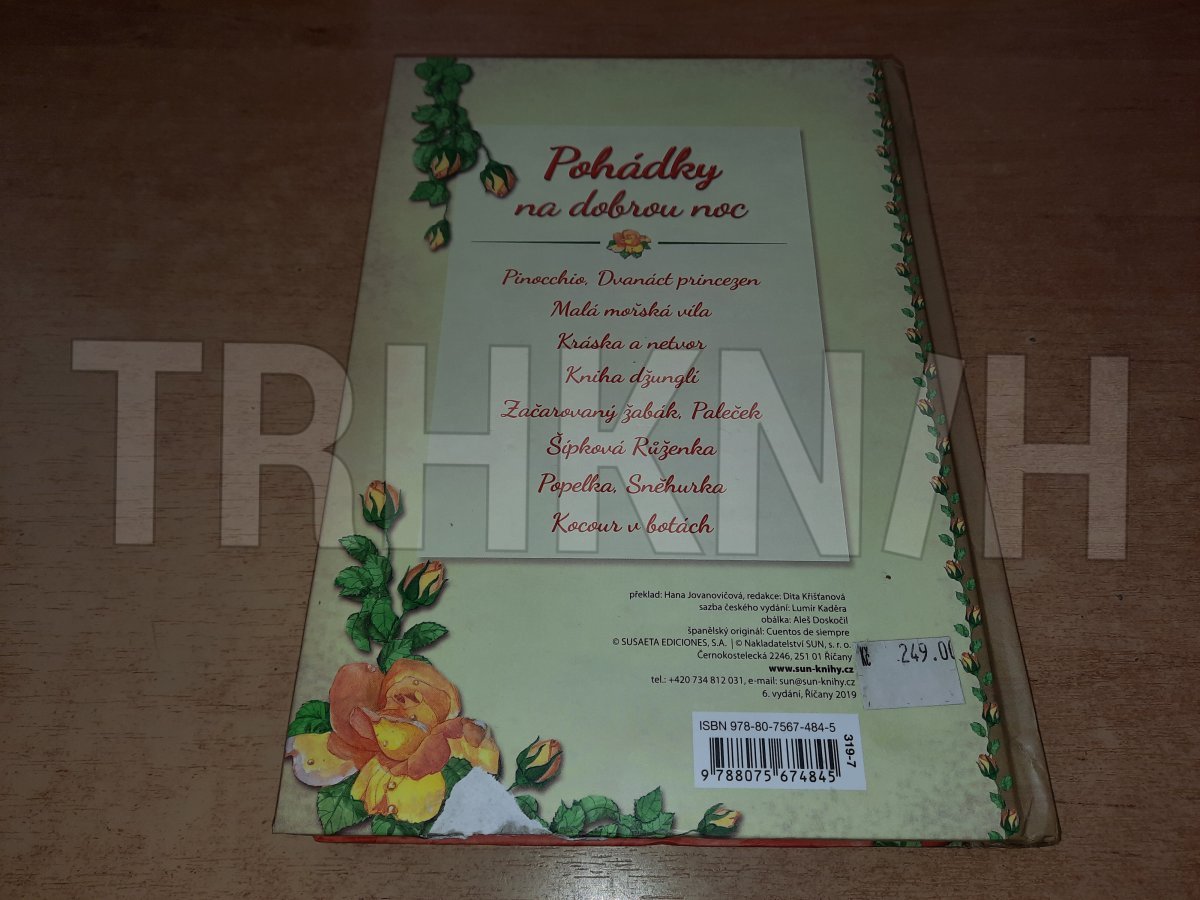 Pohádky
na dobrou noc
Pinocchio, Dvanáct princezen
Malá mořská víla
Kráska a netvor
Kniha džunglí
Začarovaný žabák, Paleček
Šípková Růženka
Popelka, Sněhurka
Kocour v botách
překlad: Hana Jovanovičová, redakce: Dita Křišťanová
sazba českého vydání: Lumír Kaděra
obálka: Aleš Doskočil
španělský originál: Cuentos de siempre
© SUSAETA EDICIONES, S.A. | © Nakladatelství SUN, s. r. o.
Černokostelecká 2246, 251 01 Říčany
www.sun-knihy.cz
tel.: +420 734 812 031, e-mail: sun@sun-knihy.cz
6. vydání, Říčany 2019
Kč 249.00
ISBN 978-80-7567-484-5
319-7
9 788075 674845
TRHKNIH